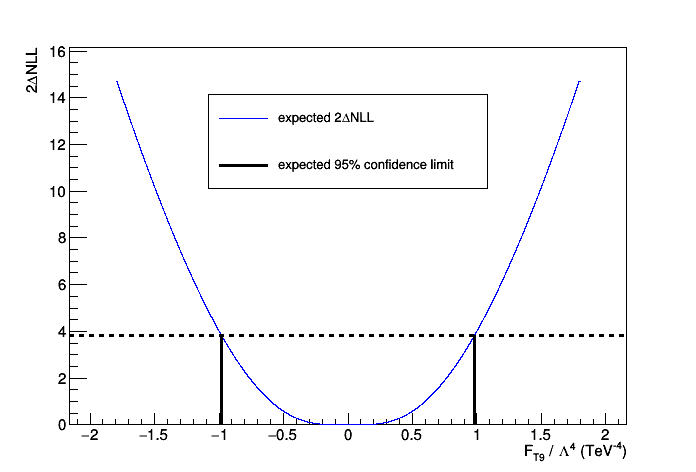 2ΔNLL
16
14
12
10
8
6
4
2
0
expected 2ΔNLL
expected 95% confidence limit
−2 −1.5 −1 −0.5 0 0.5 1 1.5 2
F_T9 / Λ^4 (TeV^-4)